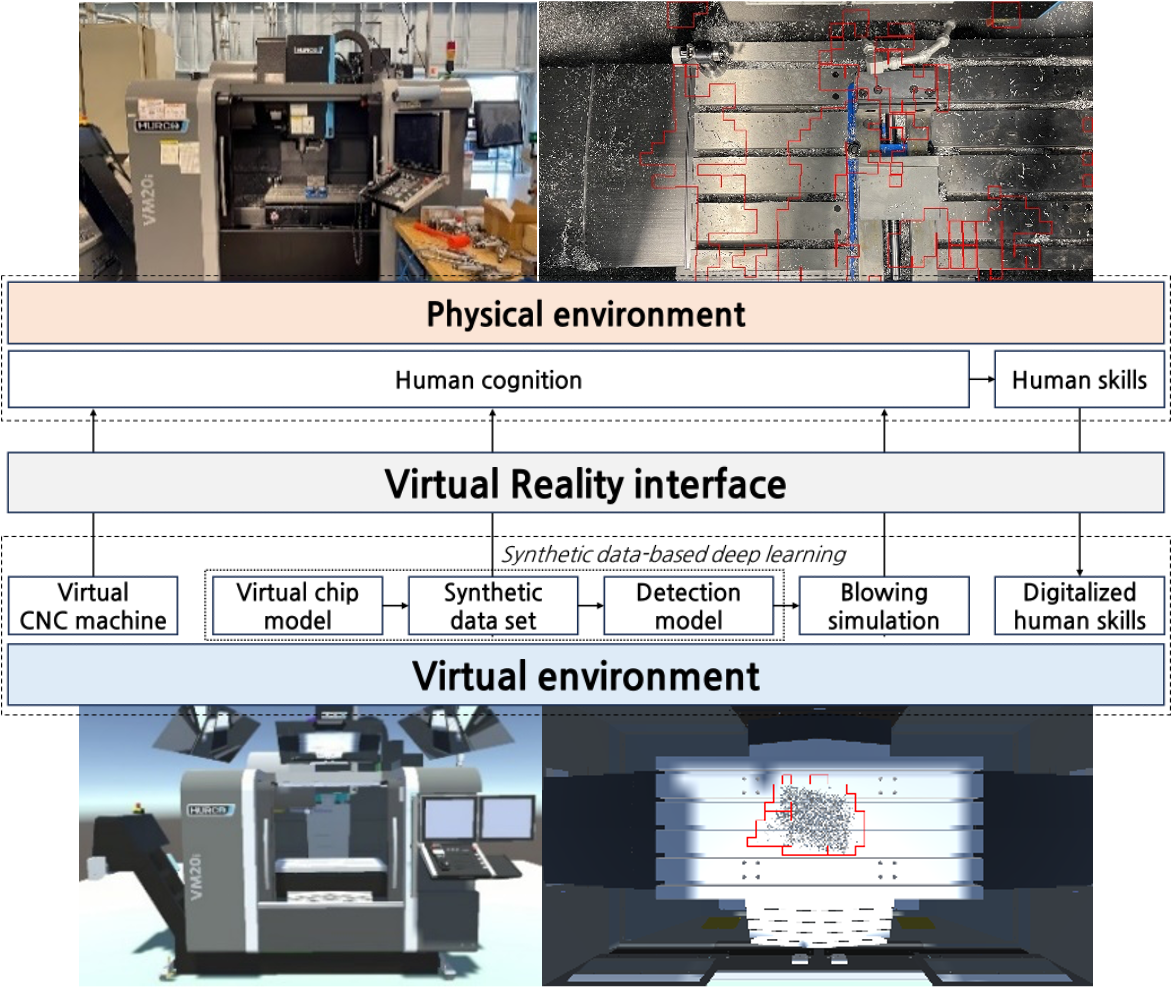 HURCO
HURCO
VM20i
Physical environment
Human cognition
Human skills
Virtual Reality interface
Synthetic data-based deep learning
Virtual
CNC machine
Virtual chip
model
Synthetic
data set
Detection
model
Blowing
simulation
Digitalized
human skills
Virtual environment
HURCO
VM20i